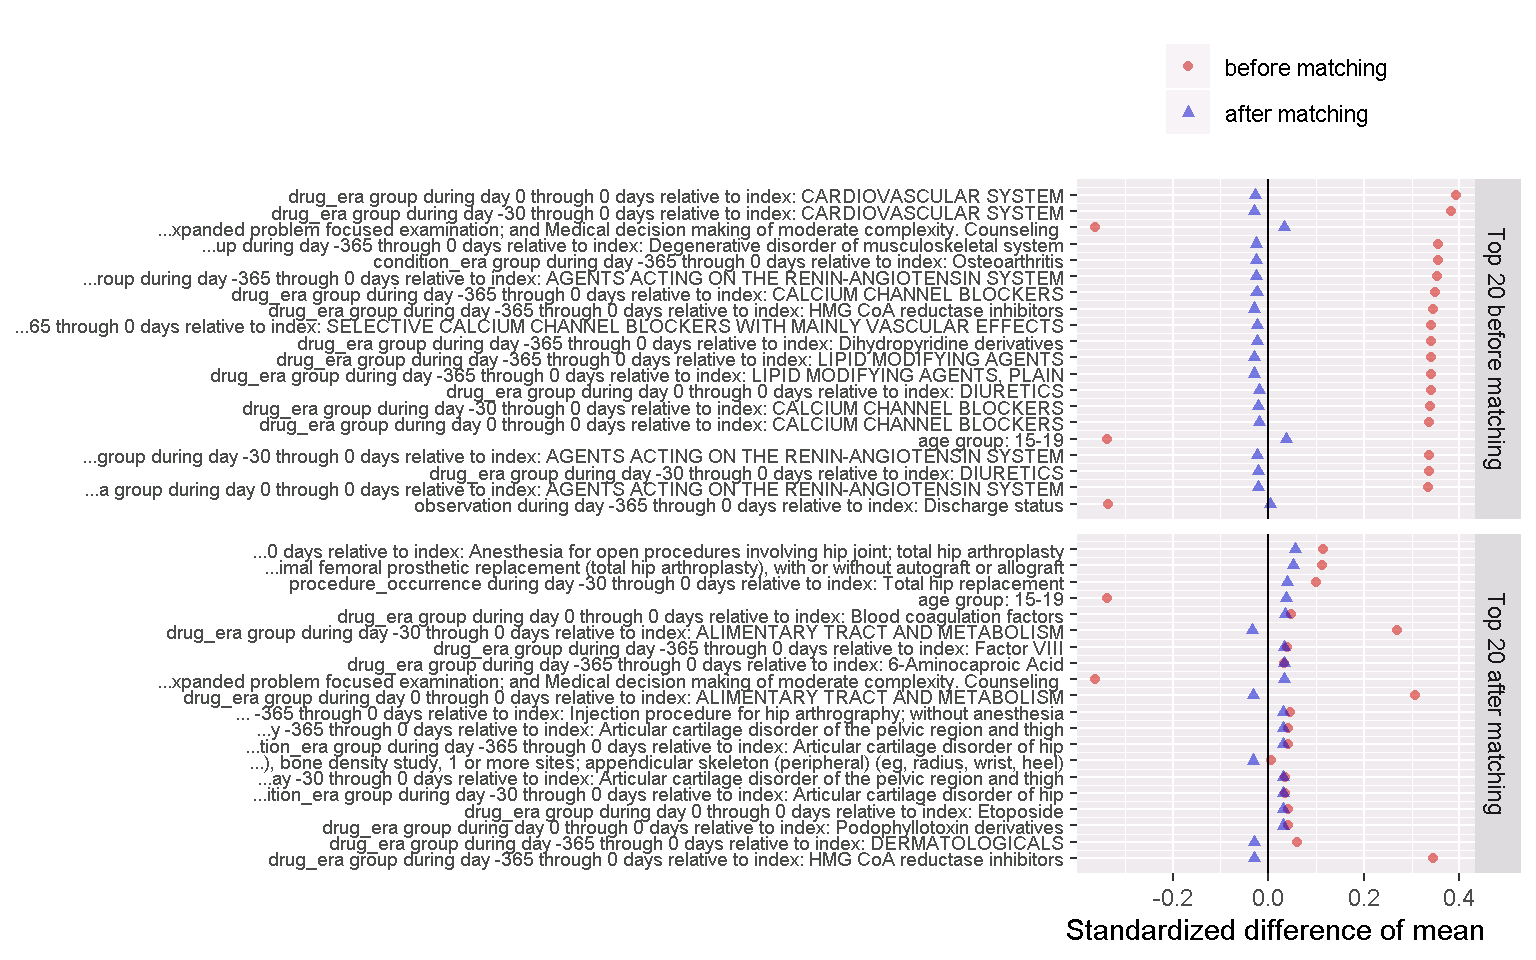 before matching
after matching
drug_era group during day 0 through 0 days relative to index: CARDIOVASCULAR SYSTEM
drug_era group during day -30 through 0 days relative to index: CARDIOVASCULAR SYSTEM
...xpanded problem focused examination; and Medical decision making of moderate complexity. Counseling
...up during day -365 through 0 days relative to index: Degenerative disorder of musculoskeletal system
condition_era group during day -365 through 0 days relative to index: Osteoarthritis
...roup during day -365 through 0 days relative to index: AGENTS ACTING ON THE RENIN-ANGIOTENSIN SYSTEM
drug_era group during day -365 through 0 days relative to index: CALCIUM CHANNEL BLOCKERS
drug_era group during day -365 through 0 days relative to index: HMG CoA reductase inhibitors
...65 through 0 days relative to index: SELECTIVE CALCIUM CHANNEL BLOCKERS WITH MAINLY VASCULAR EFFECTS
drug_era group during day -365 through 0 days relative to index: Dihydropyridine derivatives
drug_era group during day -365 through 0 days relative to index: LIPID MODIFYING AGENTS
drug_era group during day -365 through 0 days relative to index: LIPID MODIFYING AGENTS, PLAIN
drug_era group during day 0 through 0 days relative to index: DIURETICS
drug_era group during day -30 through 0 days relative to index: CALCIUM CHANNEL BLOCKERS
drug_era group during day 0 through 0 days relative to index: CALCIUM CHANNEL BLOCKERS
age group: 15-19
...group during day -30 through 0 days relative to index: AGENTS ACTING ON THE RENIN-ANGIOTENSIN SYSTEM
drug_era group during day -30 through 0 days relative to index: DIURETICS
...a group during day 0 through 0 days relative to index: AGENTS ACTING ON THE RENIN-ANGIOTENSIN SYSTEM
observation during day -365 through 0 days relative to index: Discharge status
Top 20 before matching
...0 days relative to index: Anesthesia for open procedures involving hip joint; total hip arthroplasty
...imal femoral prosthetic replacement (total hip arthroplasty), with or without autograft or allograft
procedure_occurrence during day -30 through 0 days relative to index: Total hip replacement
age group: 15-19
drug_era group during day 0 through 0 days relative to index: Blood coagulation factors
drug_era group during day -30 through 0 days relative to index: ALIMENTARY TRACT AND METABOLISM
drug_era group during day -365 through 0 days relative to index: Factor VIII
drug_era group during day -365 through 0 days relative to index: 6-Aminocaproic Acid
...xpanded problem focused examination; and Medical decision making of moderate complexity. Counseling
drug_era group during day 0 through 0 days relative to index: ALIMENTARY TRACT AND METABOLISM
... -365 through 0 days relative to index: Injection procedure for hip arthrography; without anesthesia
...y -365 through 0 days relative to index: Articular cartilage disorder of the pelvic region and thigh
...tion_era group during day -365 through 0 days relative to index: Articular cartilage disorder of hip
...), bone density study, 1 or more sites; appendicular skeleton (peripheral) (eg, radius, wrist, heel)
...ay -30 through 0 days relative to index: Articular cartilage disorder of the pelvic region and thigh
...ition_era group during day -30 through 0 days relative to index: Articular cartilage disorder of hip
drug_era group during day 0 through 0 days relative to index: Etoposide
drug_era group during day 0 through 0 days relative to index: Podophyllotoxin derivatives
drug_era group during day -365 through 0 days relative to index: DERMATOLOGICALS
drug_era group during day -365 through 0 days relative to index: HMG CoA reductase inhibitors
Top 20 after matching
-0.2 0.0 0.2 0.4
Standardized difference of mean